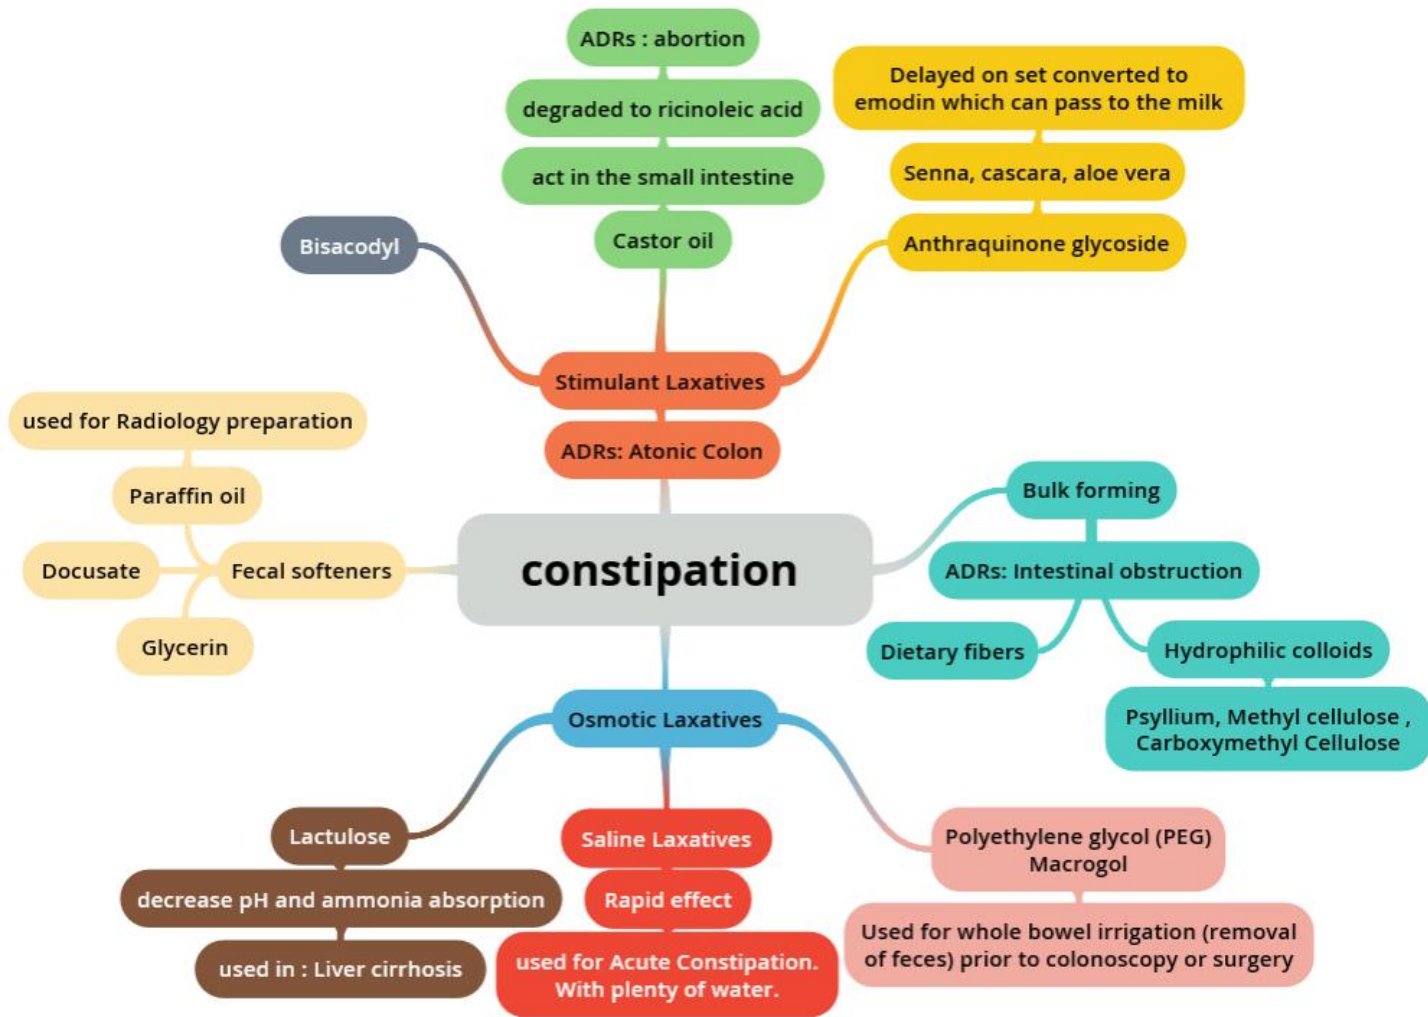 ADRs : abortion
degraded to ricinoleic acid
act in the small intestine
Castor oil
Delayed on set converted to
emodin which can pass to the milk
Senna, cascara, aloe vera
Anthraquinone glycoside
Bisacodyl
Stimulant Laxatives
ADRs: Atonic Colon
used for Radiology preparation
Paraffin oil
Docusate
Fecal softeners
Glycerin
constipation
Bulk forming
ADRs: Intestinal obstruction
Dietary fibers
Hydrophilic colloids
Psyllium, Methyl cellulose ,
Carboxymethyl Cellulose
Osmotic Laxatives
Lactulose
decrease pH and ammonia absorption
used in : Liver cirrhosis
Saline Laxatives
Rapid effect
used for Acute Constipation.
With plenty of water.
Polyethylene glycol (PEG)
Macrogol
Used for whole bowel irrigation (removal
of feces) prior to colonoscopy or surgery